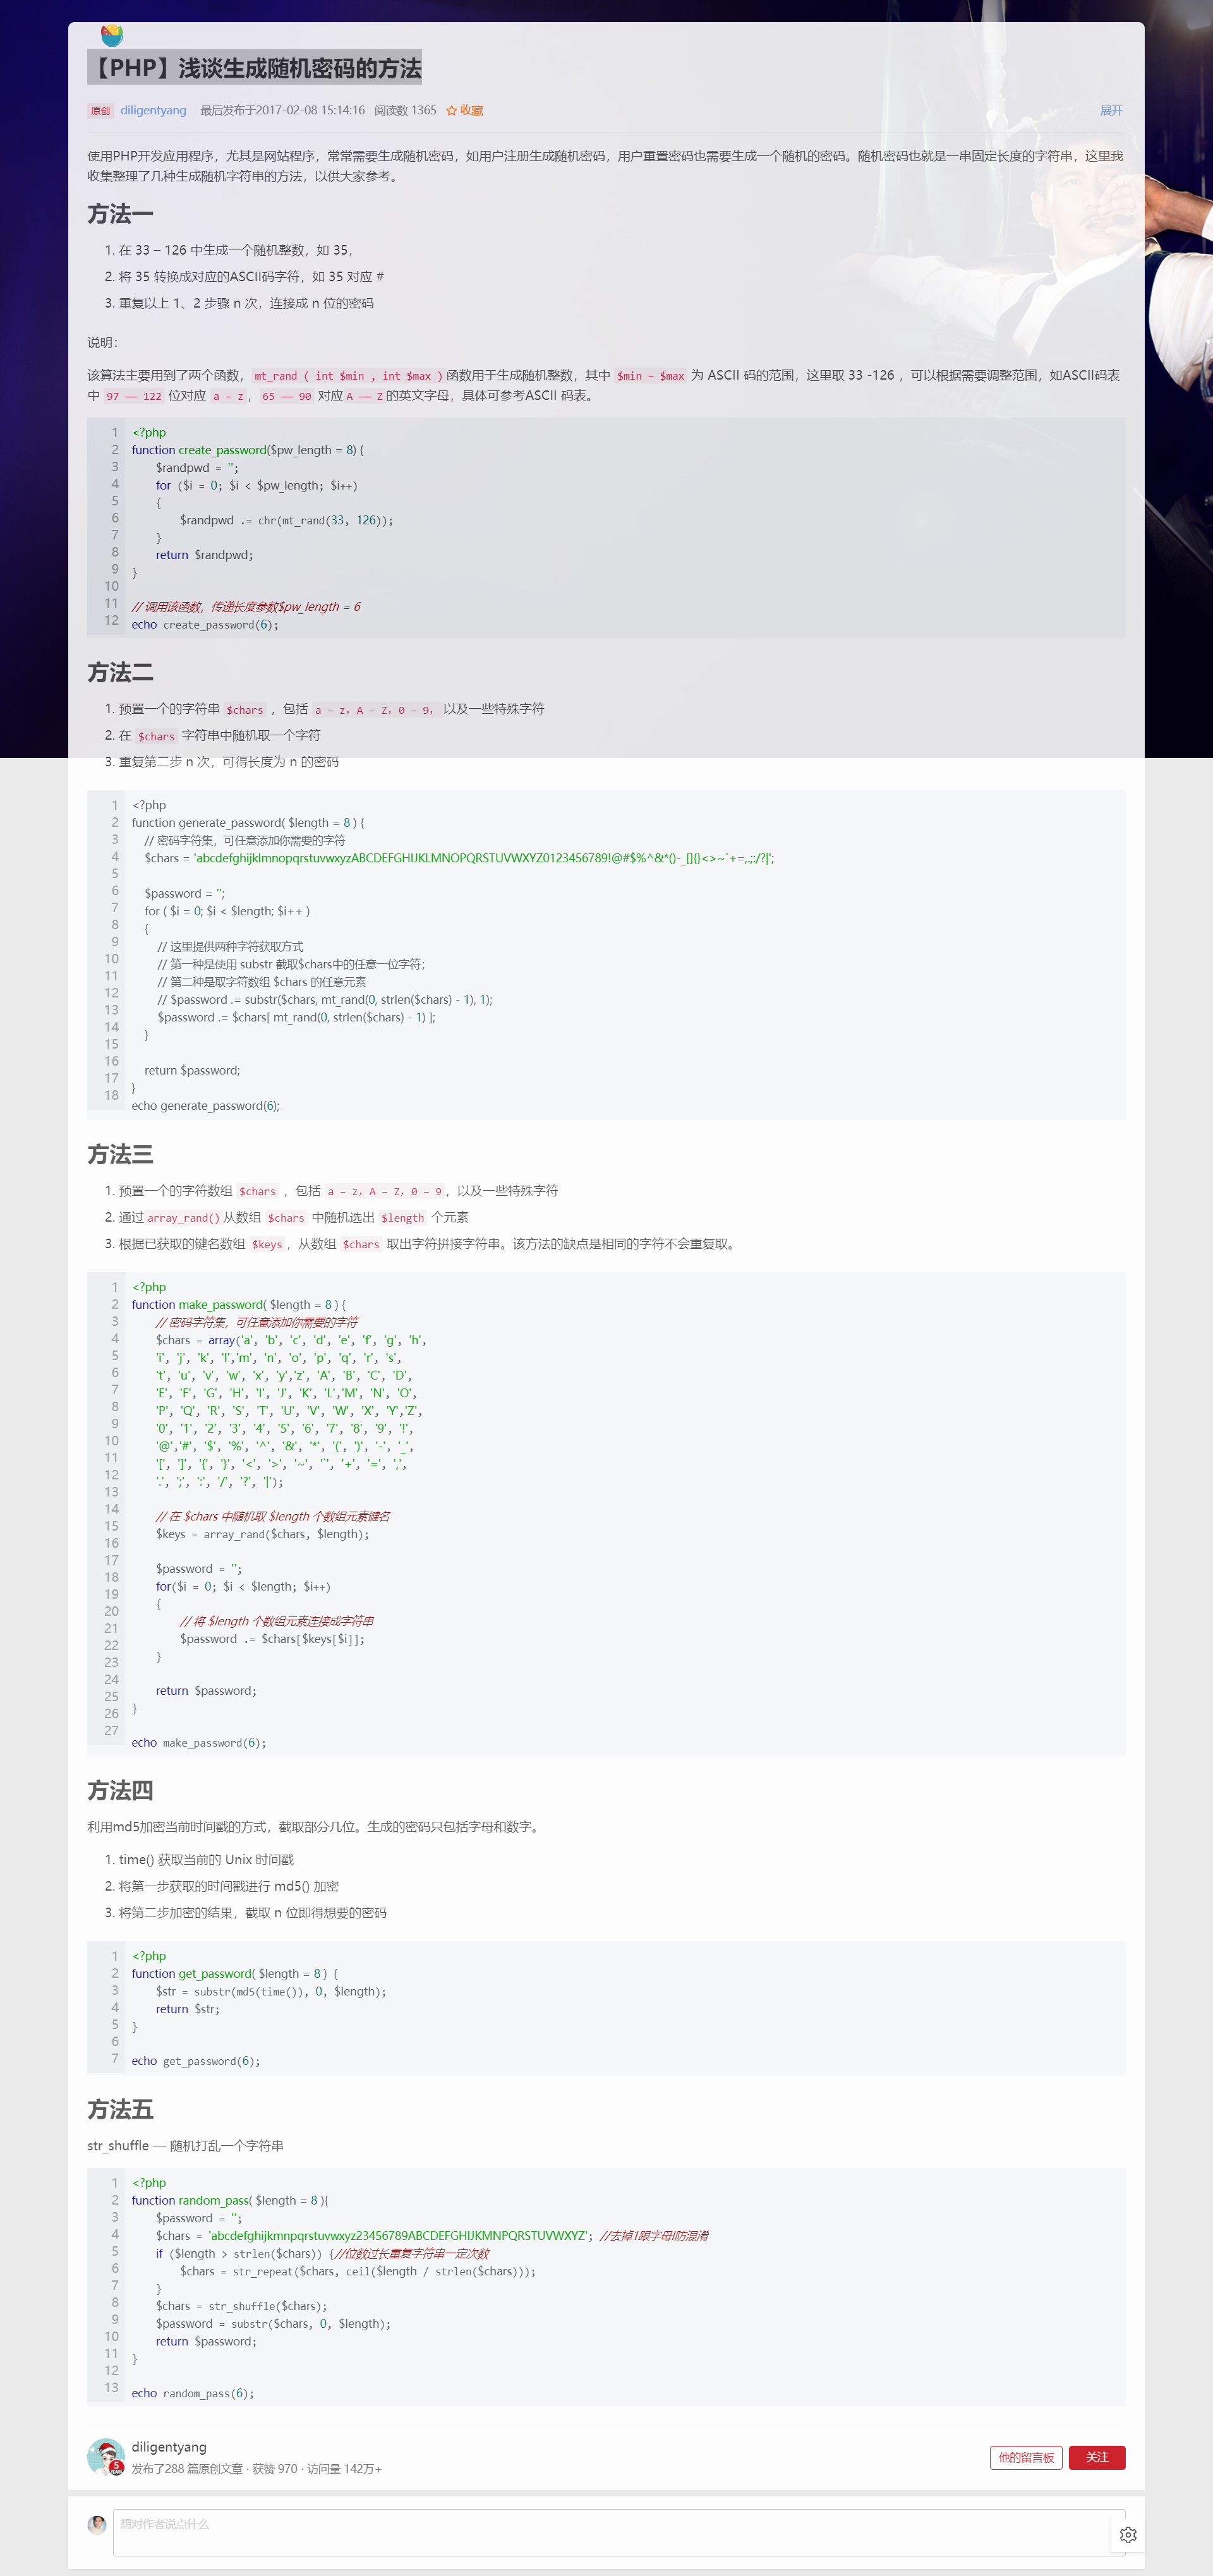 【PHP】浅谈生成随机密码的方法
原创 diligentyang 最后发布于2017-02-08 15:14:16 阅读数 1365 收藏 展开
使用PHP开发应用程序，尤其是网站程序，常常需要生成随机密码，如用户注册生成随机密码，用户重置密码也需要生成一个随机的密码。随机密码也就是一串固定长度的字符串，这里我
收集整理了几种生成随机字符串的方法，以供大家参考。
方法一
1. 在 33 – 126 中生成一个随机整数，如 35，
2. 将 35 转换成对应的ASCII码字符，如 35 对应 #
3. 重复以上 1、2 步骤 n 次，连接成 n 位的密码
说明：
该算法主要用到了两个函数，mt_rand ( int $min , int $max )函数用于生成随机整数，其中 $min – $max 为 ASCII 码的范围，这里取 33 -126 ，可以根据需要调整范围，如ASCII码表
中 97 — 122 位对应 a – z，65 — 90 对应 A — Z 的英文字母，具体可参考ASCII 码表。
1 <?php
2 function create_password($pw_length = 8) {
3 $randpwd = '';
4 for ($i = 0; $i < $pw_length; $i++)
5 {
6 $randpwd .= chr(mt_rand(33, 126));
7 }
8 return $randpwd;
9 }
10
11 // 调用该函数，传递长度参数$pw_length = 6
12 echo create_password(6);
方法二
1. 预置一个的字符串 $chars ，包括 a – z，A – Z，0 – 9， 以及一些特殊字符
2. 在 $chars 字符串中随机取一个字符
3. 重复第二步 n 次，可得长度为 n 的密码
1 <?php
2 function generate_password( $length = 8 ) {
3 // 密码字符集，可任意添加你需要的字符
4 $chars = 'abcdefghijklmnopqrstuvwxyzABCDEFGHIJKLMNOPQRSTUVWXYZ0123456789!@#$%^&*()-_[]{}<>~`+=,.;:/?|';
5
6 $password = '';
7 for ( $i = 0; $i < $length; $i++ )
8 {
9 // 这里提供两种字符获取方式
10 // 第一种是使用 substr 截取$chars中的任意一位字符；
11 // 第二种是取字符数组 $chars 的任意元素
12 // $password .= substr($chars, mt_rand(0, strlen($chars) - 1), 1);
13 $password .= $chars[ mt_rand(0, strlen($chars) - 1) ];
14 }
15
16 return $password;
17 }
18 echo generate_password(6);
方法三
1. 预置一个的字符数组 $chars ，包括 a – z，A – Z，0 – 9，以及一些特殊字符
2. 通过array_rand()从数组 $chars 中随机选出 $length 个元素
3. 根据已获取的键名数组 $keys，从数组 $chars 取出字符拼接字符串。该方法的缺点是相同的字符不会重复取。
1 <?php
2 function make_password( $length = 8 ) {
3 // 密码字符集，可任意添加你需要的字符
4 $chars = array('a', 'b', 'c', 'd', 'e', 'f', 'g', 'h',
5 'i', 'j', 'k', 'l','m', 'n', 'o', 'p', 'q', 'r', 's',
6 't', 'u', 'v', 'w', 'x', 'y','z', 'A', 'B', 'C', 'D',
7 'E', 'F', 'G', 'H', 'I', 'J', 'K', 'L','M', 'N', 'O',
8 'P', 'Q', 'R', 'S', 'T', 'U', 'V', 'W', 'X', 'Y','Z',
9 '0', '1', '2', '3', '4', '5', '6', '7', '8', '9', '!',
10 '@','#', '$', '%', '^', '&', '*', '(', ')', '-', '_',
11 '[', ']', '{', '}', '<', '>', '~', '`', '+', '=', ',',
12 '.', ';', ':', '/', '?', '|');
13
14 // 在 $chars 中随机取 $length 个数组元素键名
15 $keys = array_rand($chars, $length);
16
17 $password = '';
18 for($i = 0; $i < $length; $i++)
19 {
20 // 将 $length 个数组元素连接成字符串
21 $password .= $chars[$keys[$i]];
22 }
23
24 return $password;
25 }
26
27 echo make_password(6);
方法四
利用md5加密当前时间戳的方式，截取部分几位。生成的密码只包括字母和数字。
1. time() 获取当前的 Unix 时间戳
2. 将第一步获取的时间戳进行 md5() 加密
3. 将第二步加密的结果，截取 n 位即得想要的密码
1 <?php
2 function get_password( $length = 8 ) {
3 $str = substr(md5(time()), 0, $length);
4 return $str;
5 }
6
7 echo get_password(6);
方法五
str_shuffle — 随机打乱一个字符串
1 <?php
2 function random_pass( $length = 8 ){
3 $password = '';
4 $chars = 'abcdefghijkmnpqrstuvwxyz23456789ABCDEFGHIJKMNPQRSTUVWXYZ'; //去掉1跟字母l防混淆
5 if ($length > strlen($chars)) {//位数过长重复字符串一定次数
6 $chars = str_repeat($chars, ceil($length / strlen($chars)));
7 }
8 $chars = str_shuffle($chars);
9 $password = substr($chars, 0, $length);
10 return $password;
11 }
12
13 echo random_pass(6);
diligentyang
发布了288 篇原创文章 · 获赞 970 · 访问量 142万+
他的留言板 关注
想对作者说点什么